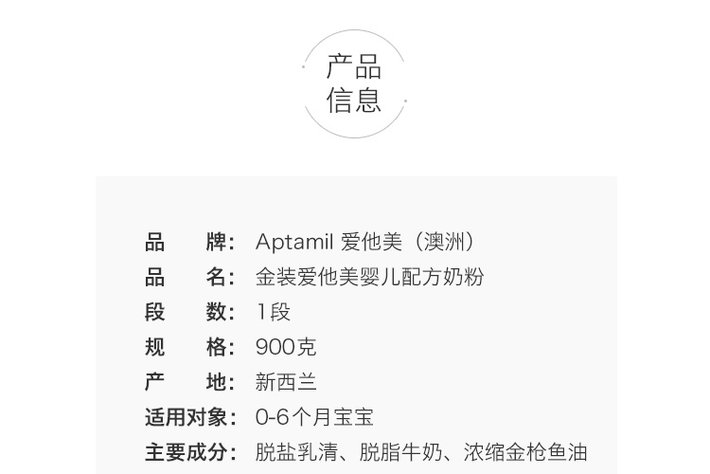 产品
信息
品 牌： Aptamil 爱他美（澳洲）
品 名： 金装爱他美婴儿配方奶粉
段 数： 1段
规 格： 900克
产 地： 新西兰
适用对象： 0-6个月宝宝
主要成分： 脱盐乳清、脱脂牛奶、浓缩金枪鱼油